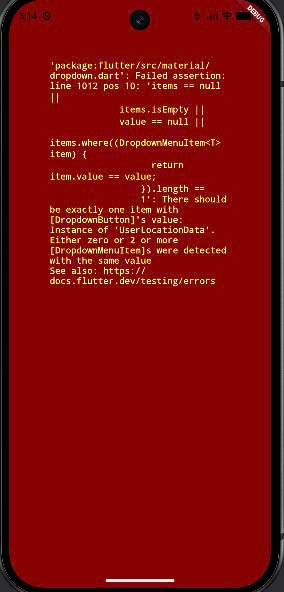 DEBUG
'package:flutter/src/material/
dropdown.dart': Failed assertion:
line 1012 pos 10: 'items == null
||
items.isEmpty ||
value == null ||
items.where((DropdownMenuItem<T>
item) {
return
item.value == value;
}).length ==
1': There should
be exactly one item with
[DropdownButton]'s value:
Instance of 'UserLocationData'.
Either zero or 2 or more
[DropdownMenuItem]s were detected
with the same value
See also: https://
docs.flutter.dev/testing/errors